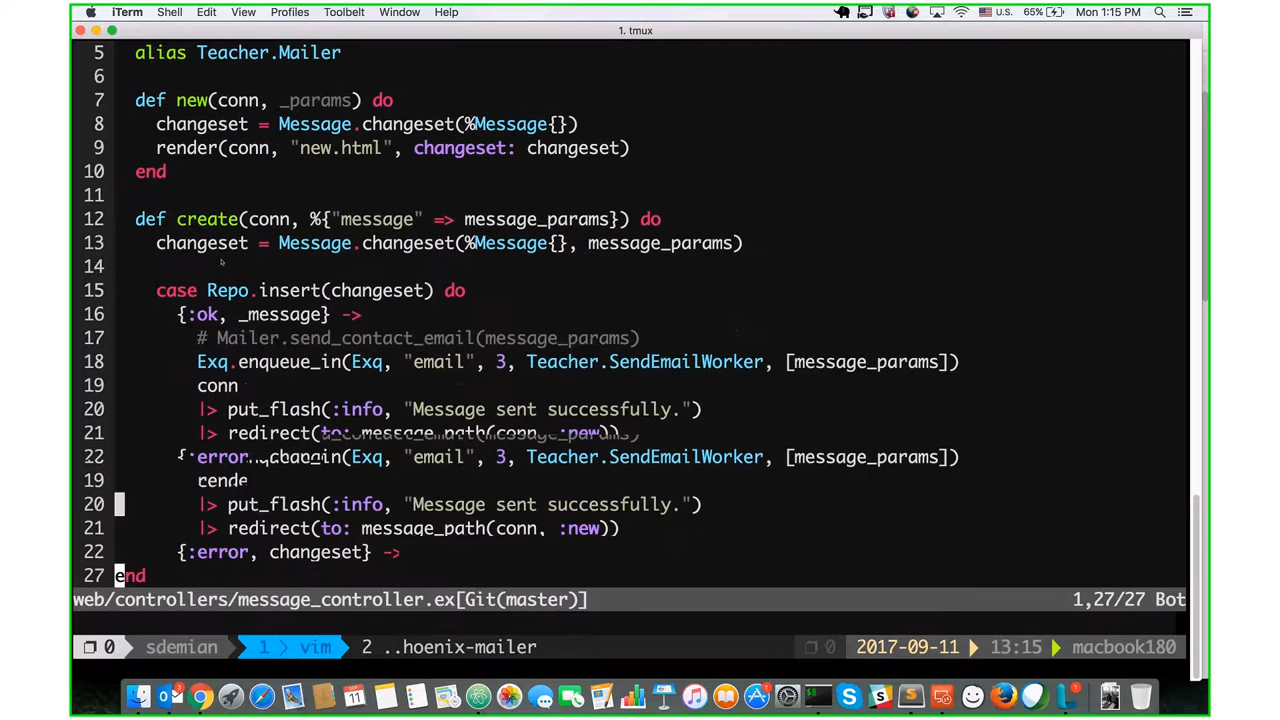 iTerm Shell Edit View Profiles Toolbelt Window Help U.S. 65% Mon 1:15 PM
1. tmux
5 alias Teacher.Mailer
6
7 def new(conn, _params) do
8 changeset = Message.changeset(%Message{})
9 render(conn, "new.html", changeset: changeset)
10 end
11
12 def create(conn, %{"message" => message_params}) do
13 changeset = Message.changeset(%Message{}, message_params)
14
15 case Repo.insert(changeset) do
16 {:ok, _message} ->
17 # Mailer.send_contact_email(message_params)
18 Exq.enqueue_in(Exq, "email", 3, Teacher.SendEmailWorker, [message_params])
19 conn
20 |> put_flash(:info, "Message sent successfully.")
21 |> redirect(to: message_path(conn, :new))
22 {:error in(Exq, "email", 3, Teacher.SendEmailWorker, [message_params])
19
20 |> put_flash(:info, "Message sent successfully.")
21 |> redirect(to: message_path(conn, :new))
22 {:error, changeset} ->
27 end
web/controllers/message_controller.ex[Git(master)] 1,27/27 Bot
0 sdemian 1 vim 2 ..hoenix-mailer 0 2017-09-11 13:15 macbook180